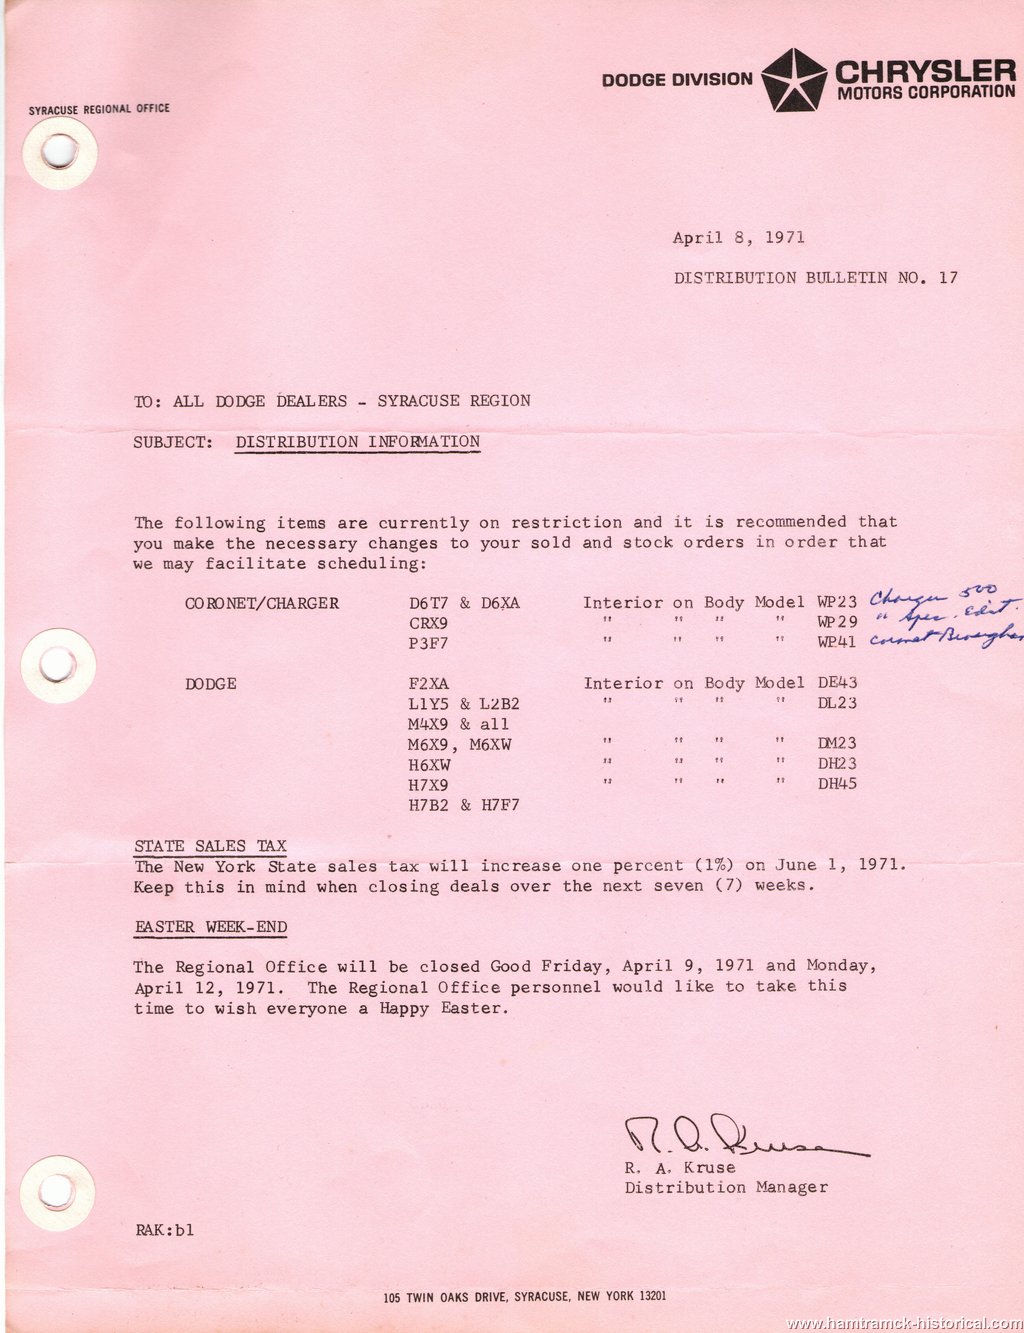 DODGE DIVISION CHRYSLER
MOTORS CORPORATION
SYRACUSE REGIONAL OFFICE
April 8, 1971
DISTRIBUTION BULLETIN NO. 17
TO: ALL DODGE DEALERS - SYRACUSE REGION
SUBJECT: DISTRIBUTION INFORMATION
The following items are currently on restriction and it is recommended that
you make the necessary changes to your sold and stock orders in order that
we may facilitate scheduling:
CORONET/CHARGER D6T7 & D6XA Interior on Body Model WP23 Charger 500
CRX9 " " " " WP29 " Spec. Edit.
P3F7 " " " " WP41 Coronet Brougham
DODGE F2XA Interior on Body Model DE43
L1Y5 & L2B2 " " " " DL23
M4X9 & all
M6X9, M6XW " " " " DM23
H6XW " " " " DH23
H7X9 " " " " DH45
H7B2 & H7F7
STATE SALES TAX
The New York State sales tax will increase one percent (1%) on June 1, 1971.
Keep this in mind when closing deals over the next seven (7) weeks.
EASTER WEEK-END
The Regional Office will be closed Good Friday, April 9, 1971 and Monday,
April 12, 1971. The Regional Office personnel would like to take this
time to wish everyone a Happy Easter.
R. A. Kruse
R. A. Kruse
Distribution Manager
RAK:bl
105 TWIN OAKS DRIVE, SYRACUSE, NEW YORK 13201
www.hamtramck-historical.com